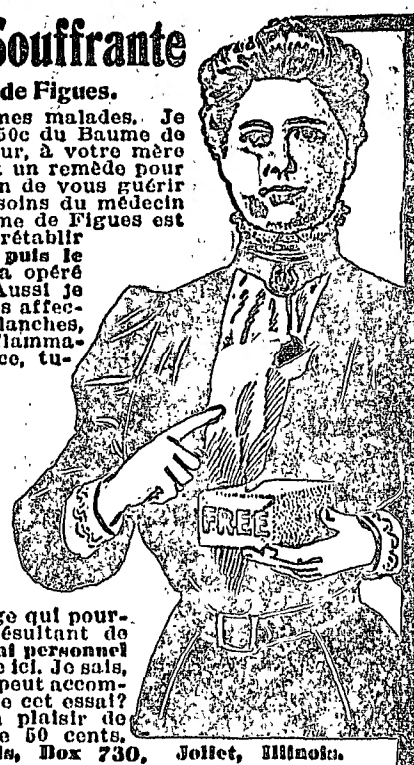 Souffrante
de Figues.
mes malades. Je
50c du Baume de
ur, à votre mère
un remède pour
n de vous guérir
soins du médecin
me de Figues est
rétablir
puis le
a opéré
Aussi je
s affec-
lanches,
flamma-
ce, tu-
FREE
ge qui pour-
ésultant de
mi personnel
e ici. Je sais,
peut accom-
e cet essai?
plaisir de
e 50 cents.
ls, Box 730, Joliet, Illinois.